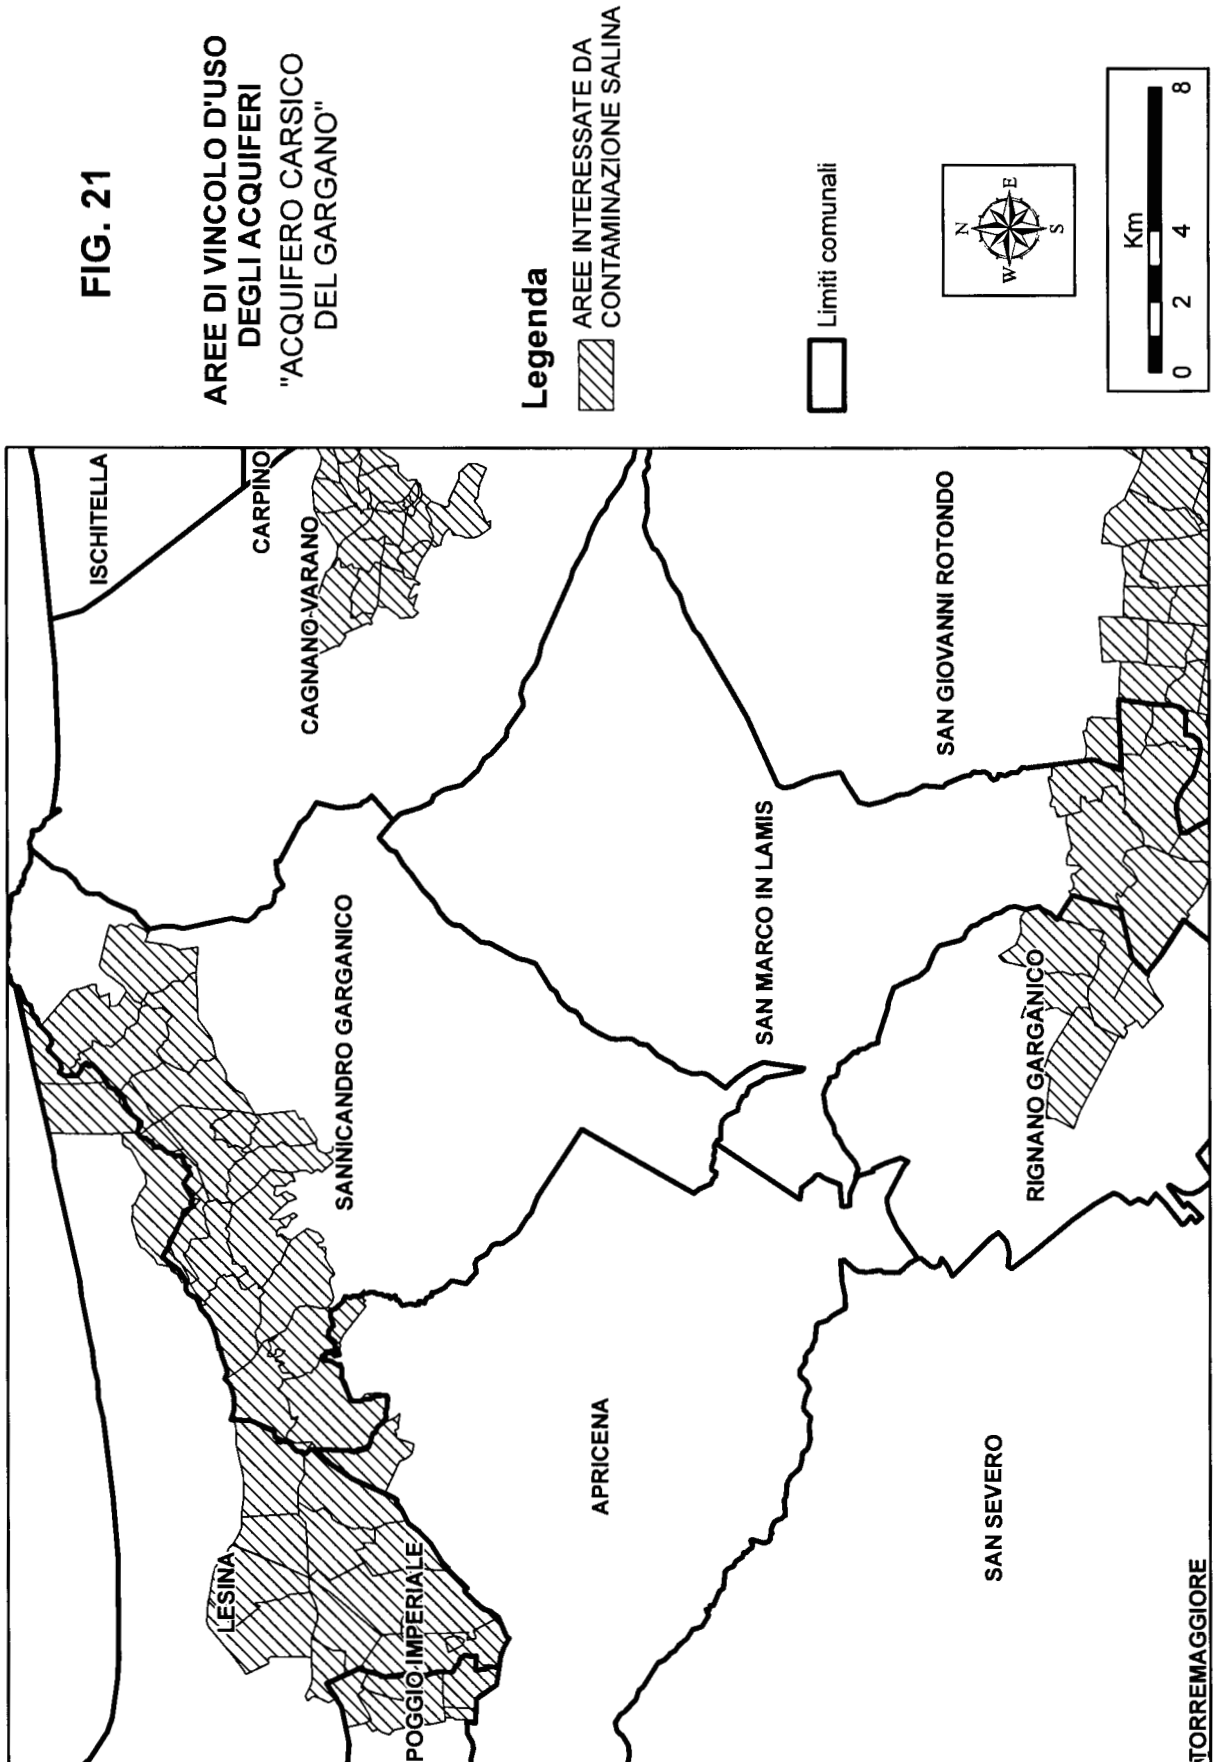 FIG. 21
AREE DI VINCOLO D'USO
DEGLI ACQUIFERI
"ACQUIFERO CARSICO
DEL GARGANO"
Legenda
AREE INTERESSATE DA
CONTAMINAZIONE SALINA
Limiti comunali
N
W
E
S
Km
0 2 4 8
ISCHITELLA
CARPINO
CAGNANO VARANO
SANNICANDRO GARGANICO
LESINA
POGGIO IMPERIALE
APRICENA
SAN MARCO IN LAMIS
SAN GIOVANNI ROTONDO
RIGNANO GARGANICO
SAN SEVERO
TORREMAGGIORE